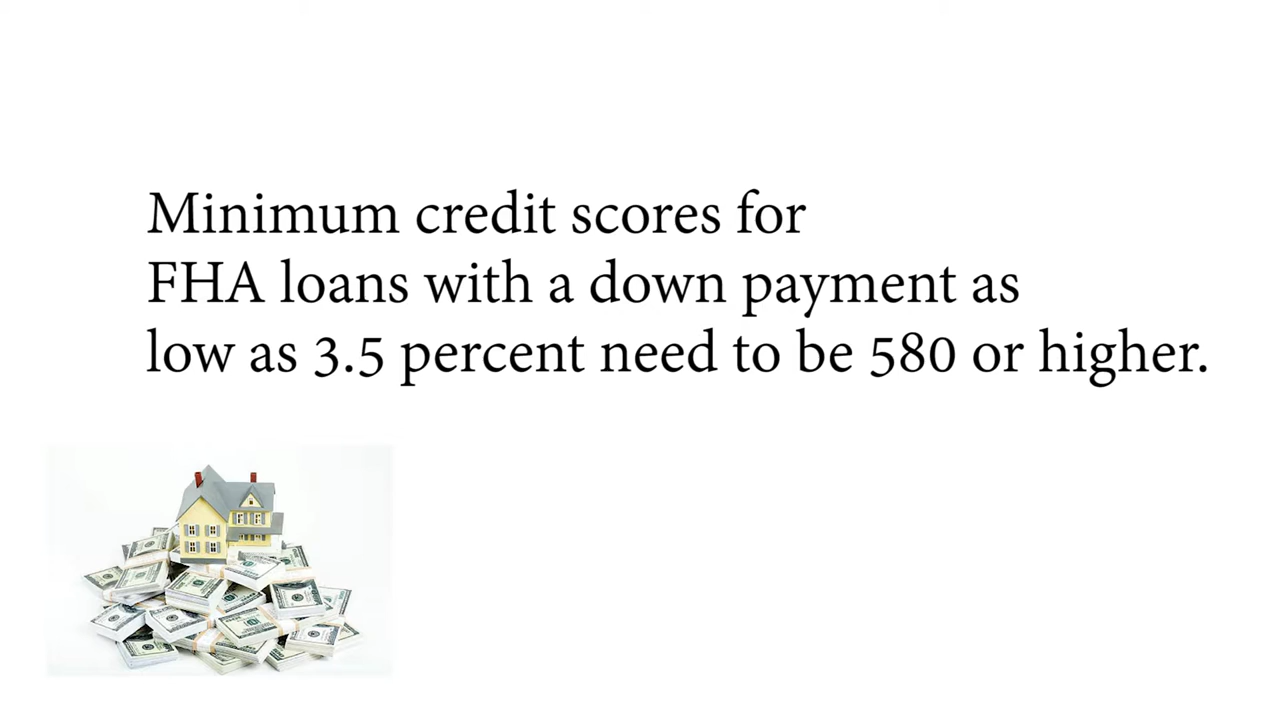 Minimum credit scores for
FHA loans with a down payment as
low as 3.5 percent need to be 580 or higher.